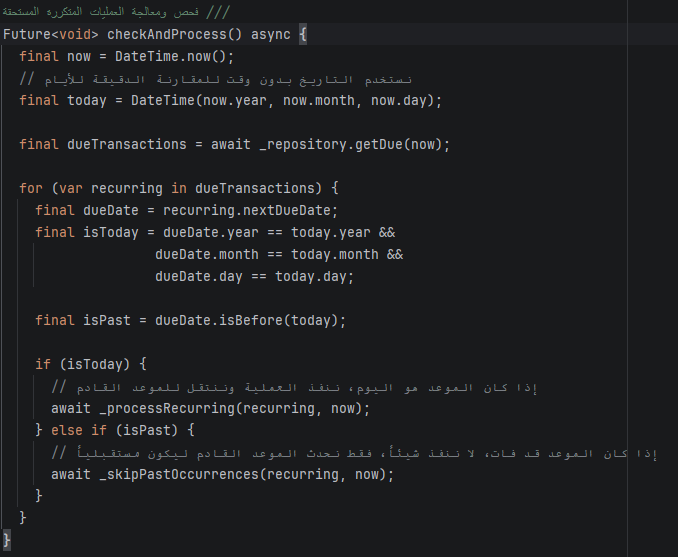 /// فحص ومعالجة العمليات المتكررة المستحقة
Future<void> checkAndProcess() async {
final now = DateTime.now();
// نستخدم التاريخ بدون وقت للمقارنة الدقيقة للأيام
final today = DateTime(now.year, now.month, now.day);
final dueTransactions = await _repository.getDue(now);
for (var recurring in dueTransactions) {
final dueDate = recurring.nextDueDate;
final isToday = dueDate.year == today.year &&
dueDate.month == today.month &&
dueDate.day == today.day;
final isPast = dueDate.isBefore(today);
if (isToday) {
// إذا كان الموعد هو اليوم، ننفذ العملية وننتقل للموعد القادم
await _processRecurring(recurring, now);
} else if (isPast) {
// إذا كان الموعد قد فات، لا ننفذ شيئاً، فقط نحدث الموعد القادم ليكون مستقبلياً
await _skipPastOccurrences(recurring, now);
}
}
}